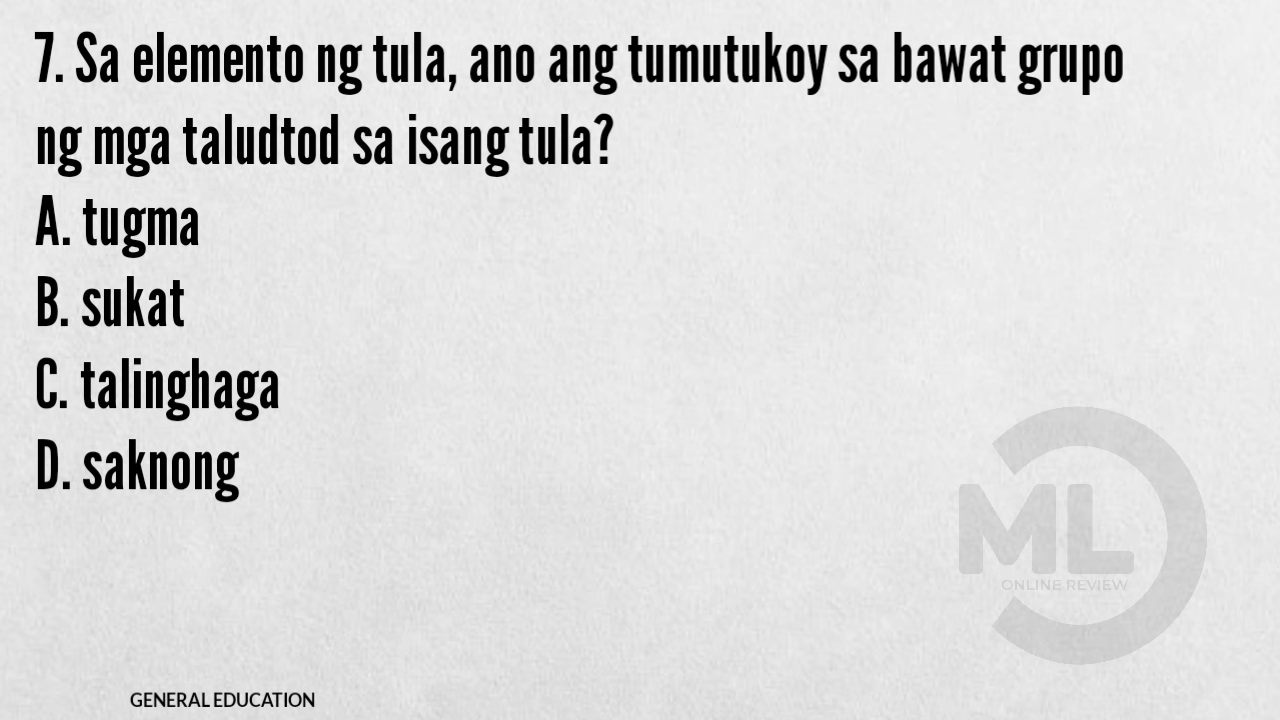 7. Sa elemento ng tula, ano ang tumutukoy sa bawat grupo
ng mga taludtod sa isang tula?
A. tugma
B. sukat
C. talinghaga
D. saknong
ML
ONLINE REVIEW
GENERAL EDUCATION